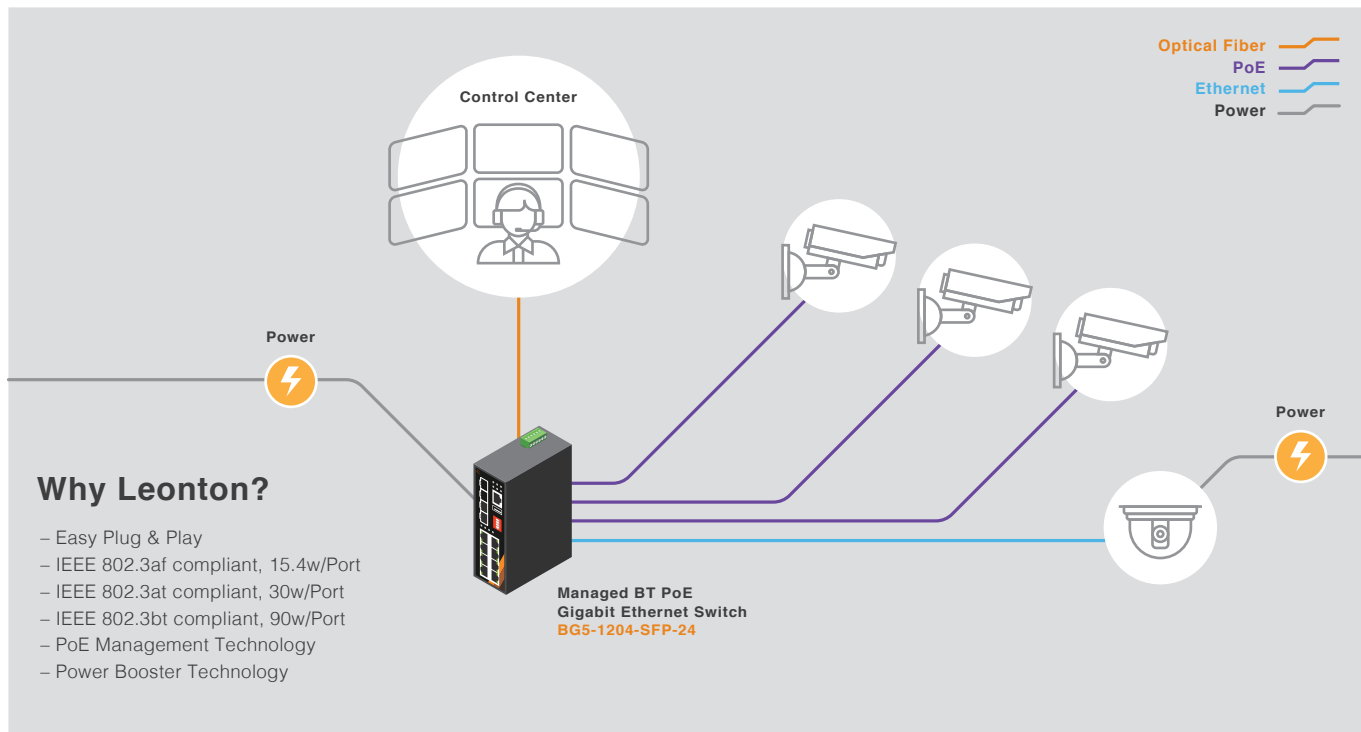 Optical Fiber
PoE
Ethernet
Power
Control Center
Power
Power
Why Leonton?
– Easy Plug & Play
– IEEE 802.3af compliant, 15.4w/Port
– IEEE 802.3at compliant, 30w/Port
– IEEE 802.3bt compliant, 90w/Port
– PoE Management Technology
– Power Booster Technology
Managed BT PoE
Gigabit Ethernet Switch
BG5-1204-SFP-24